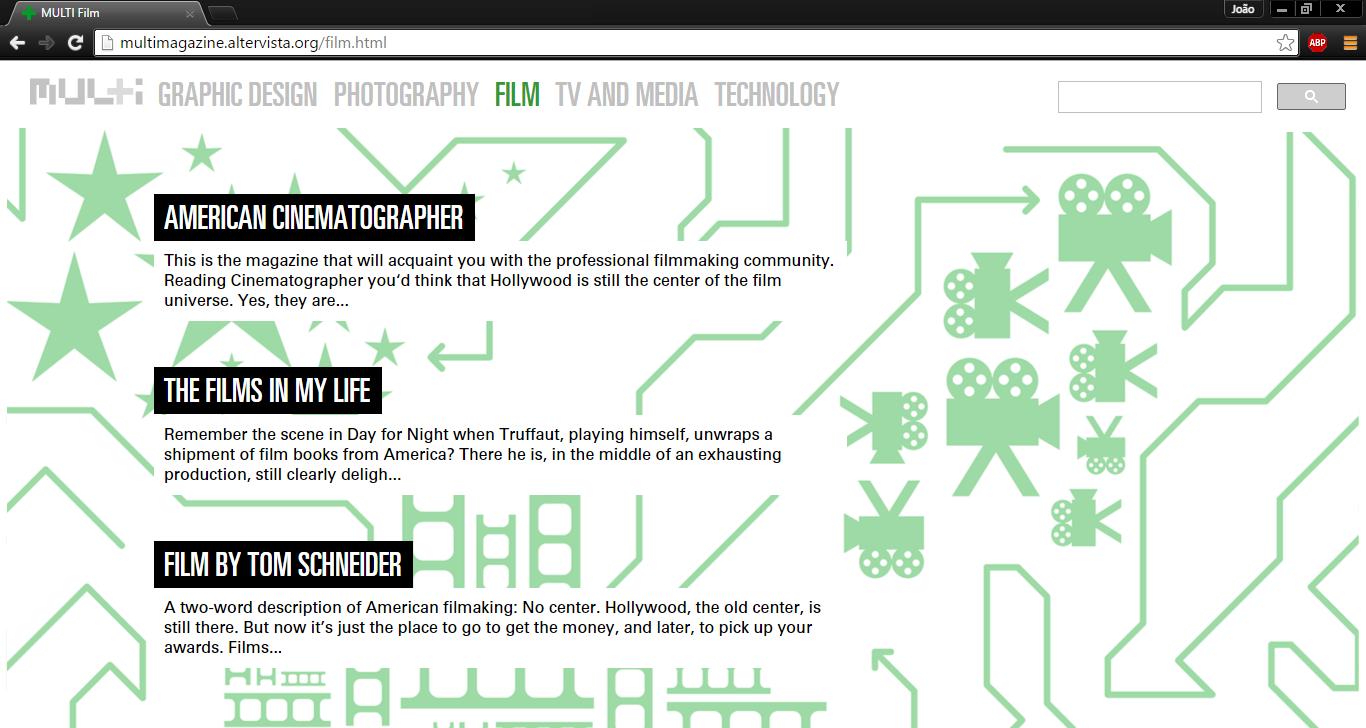 MULTI Film
João
multimagazine.altervista.org/film.html
ABP
multi GRAPHIC DESIGN PHOTOGRAPHY FILM TV AND MEDIA TECHNOLOGY
AMERICAN CINEMATOGRAPHER
This is the magazine that will acquaint you with the professional filmmaking community.
Reading Cinematographer you‘d think that Hollywood is still the center of the film
universe. Yes, they are...
THE FILMS IN MY LIFE
Remember the scene in Day for Night when Truffaut, playing himself, unwraps a
shipment of film books from America? There he is, in the middle of an exhausting
production, still clearly deligh...
FILM BY TOM SCHNEIDER
A two-word description of American filmaking: No center. Hollywood, the old center, is
still there. But now it’s just the place to go to get the money, and later, to pick up your
awards. Films...